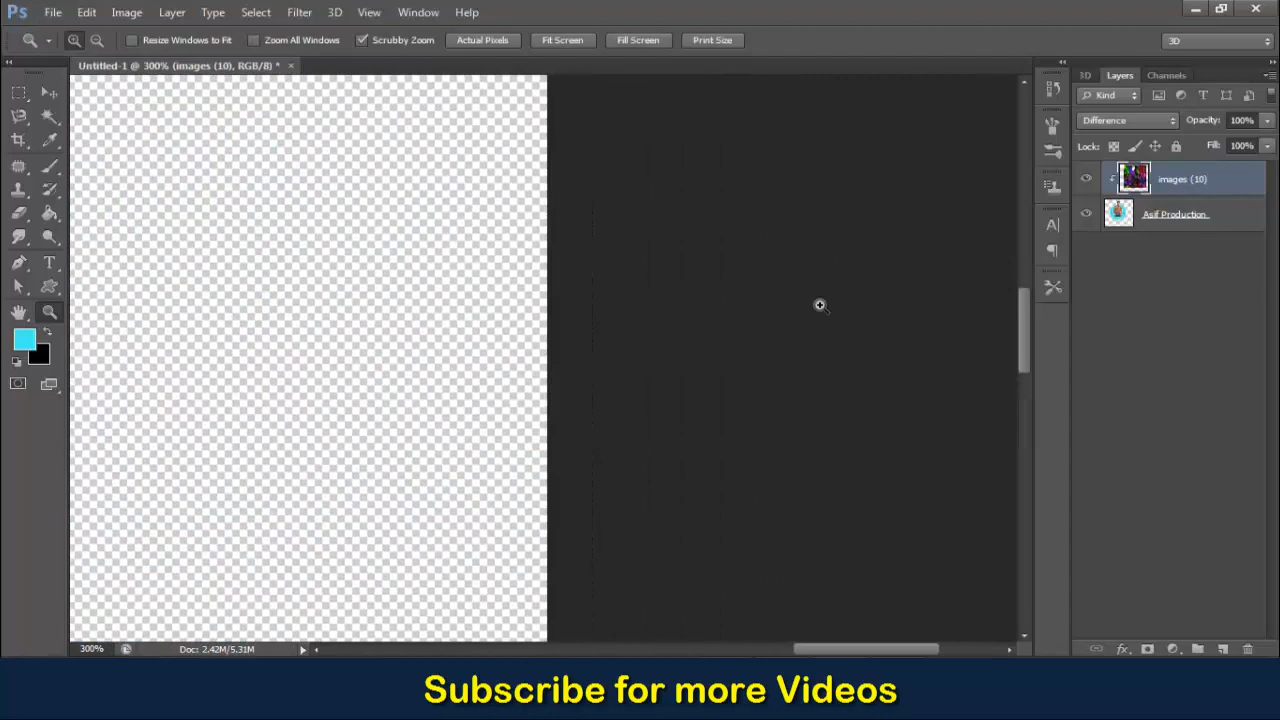 Ps File Edit Image Layer Type Select Filter 3D View Window Help
Resize Windows to Fit Zoom All Windows Scrubby Zoom Actual Pixels Fit Screen Fill Screen Print Size 3D
Untitled-1 @ 300% (images (10), RGB/8) * ×
3D Layers Channels
Kind
Difference Opacity: 100%
Lock: Fill: 100%
images (10)
Asif Production
300% Doc: 2.42M/5.31M
Subscribe for more Videos